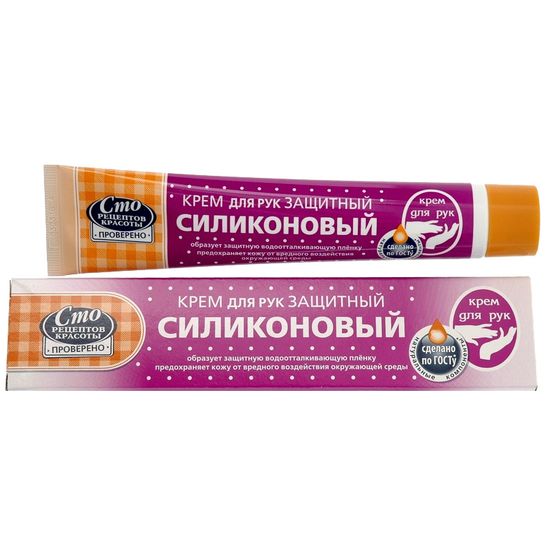 Сто
РЕЦЕПТОВ
КРАСОТЫ
ПРОВЕРЕНО
КРЕМ ДЛЯ РУК ЗАЩИТНЫЙ
СИЛИКОНОВЫЙ
образует защитную водоотталкивающую плёнку
предохраняет кожу от вредного воздействия
окружающей среды
сделано
по ГОСТу
крем
для рук
Сто
РЕЦЕПТОВ
КРАСОТЫ
ПРОВЕРЕНО
КРЕМ ДЛЯ РУК ЗАЩИТНЫЙ
СИЛИКОНОВЫЙ
образует защитную водоотталкивающую плёнку
предохраняет кожу от вредного воздействия окружающей среды
сделано
по ГОСТу
натуральные компоненты
крем
для рук